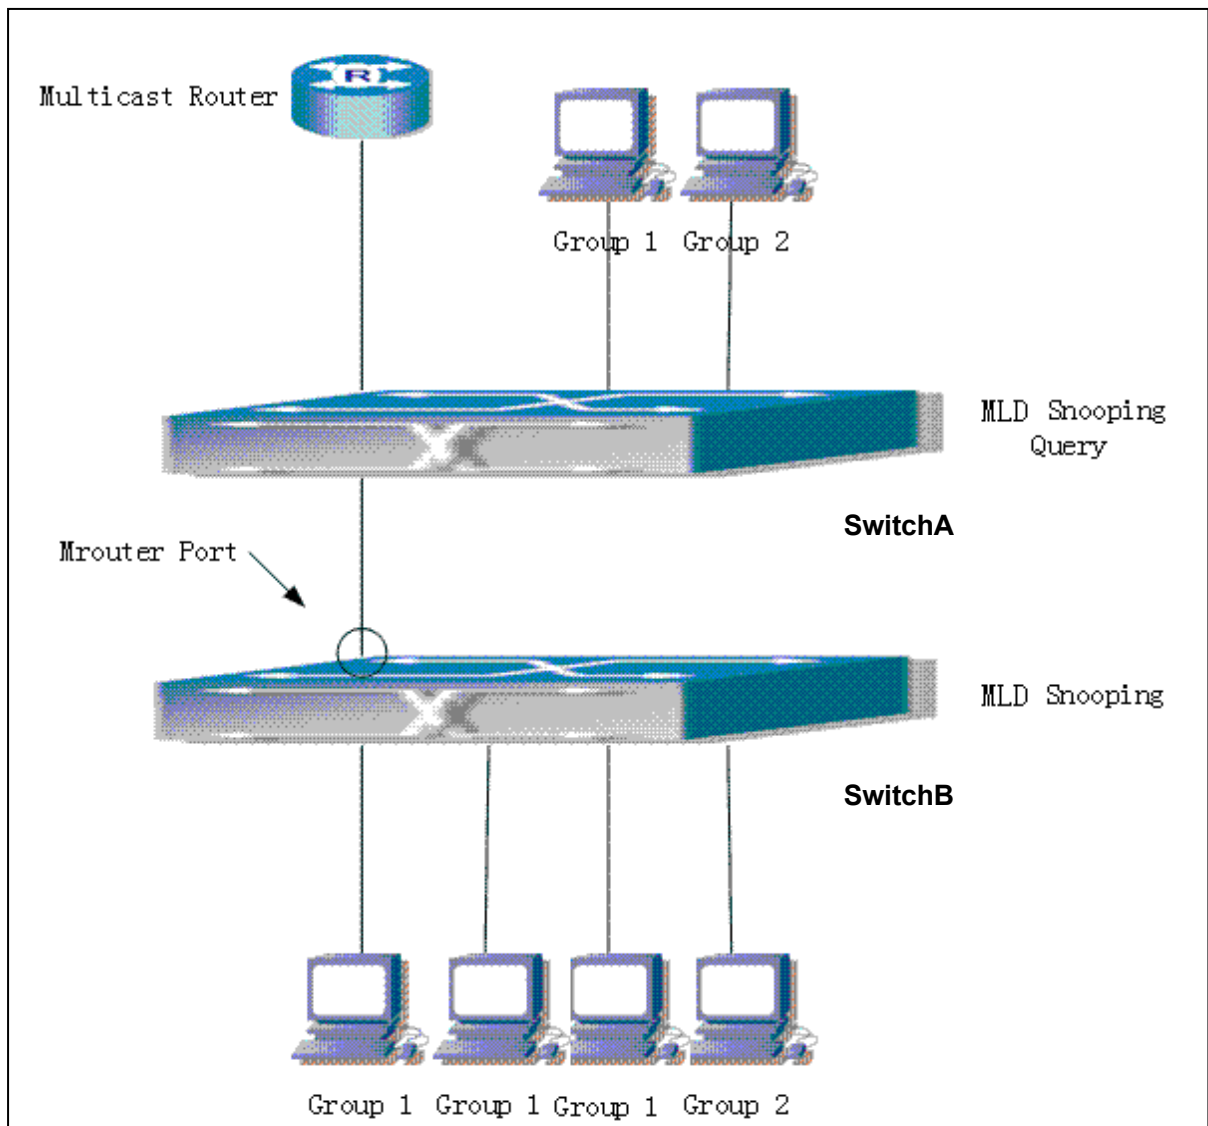 R
Multicast Router
Group 1 Group 2
MLD Snooping
Query
SwitchA
Mrouter Port
MLD Snooping
SwitchB
Group 1 Group 1 Group 1 Group 2